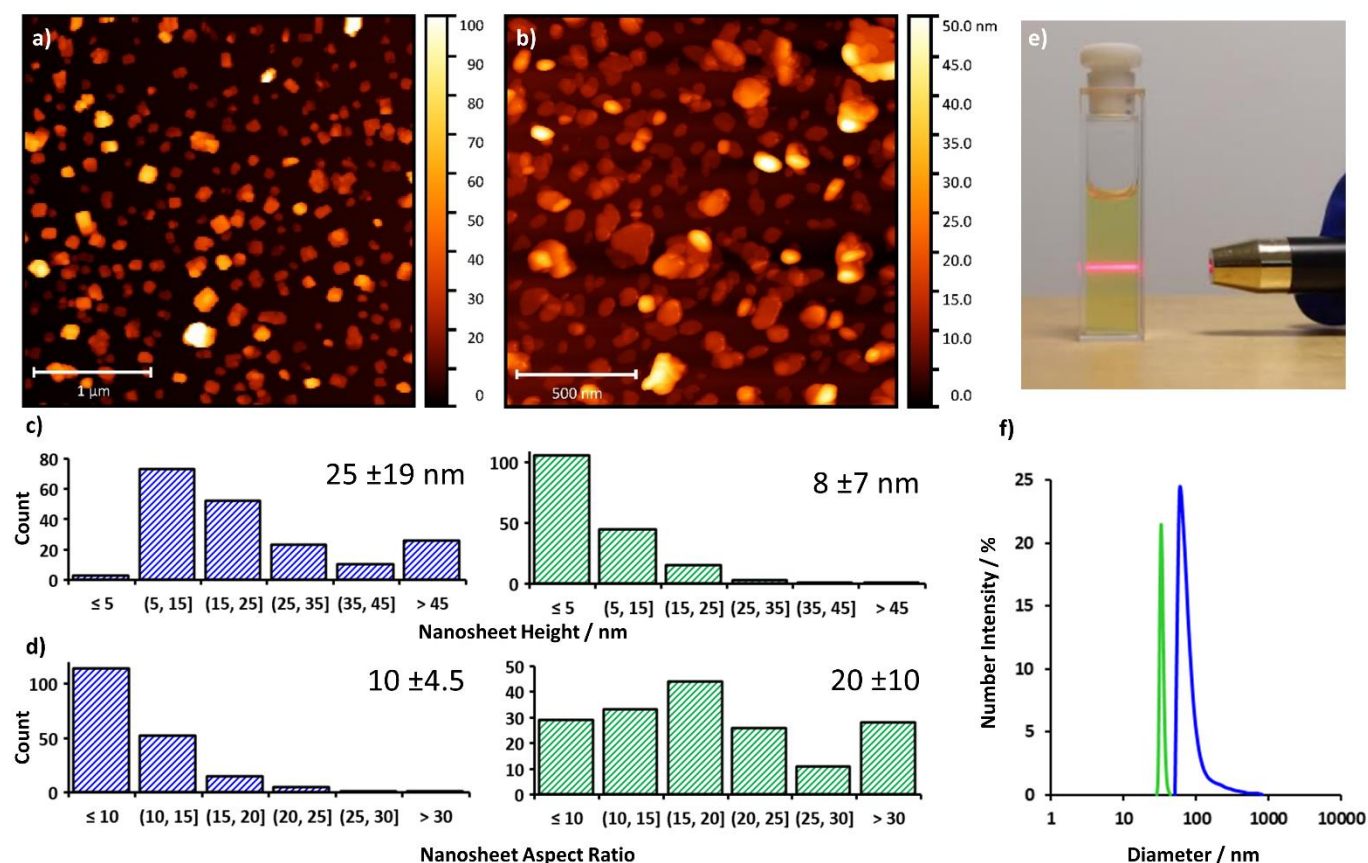 a)
100
90
80
70
60
50
40
30
20
10
0
1 µm
b)
50.0 nm
45.0
40.0
35.0
30.0
25.0
20.0
15.0
10.0
5.0
0.0
500 nm
e)
c)
Count
80
60
40
20
0
25 ±19 nm
≤ 5 (5, 15] (15, 25] (25, 35] (35, 45] > 45
100
50
0
8 ±7 nm
≤ 5 (5, 15] (15, 25] (25, 35] (35, 45] > 45
Nanosheet Height / nm
d)
Count
100
50
0
10 ±4.5
≤ 10 (10, 15] (15, 20] (20, 25] (25, 30] > 30
50
40
30
20
10
0
20 ±10
≤ 10 (10, 15] (15, 20] (20, 25] (25, 30] > 30
Nanosheet Aspect Ratio
f)
Number Intensity / %
25
20
15
10
5
0
1 10 100 1000 10000
Diameter / nm